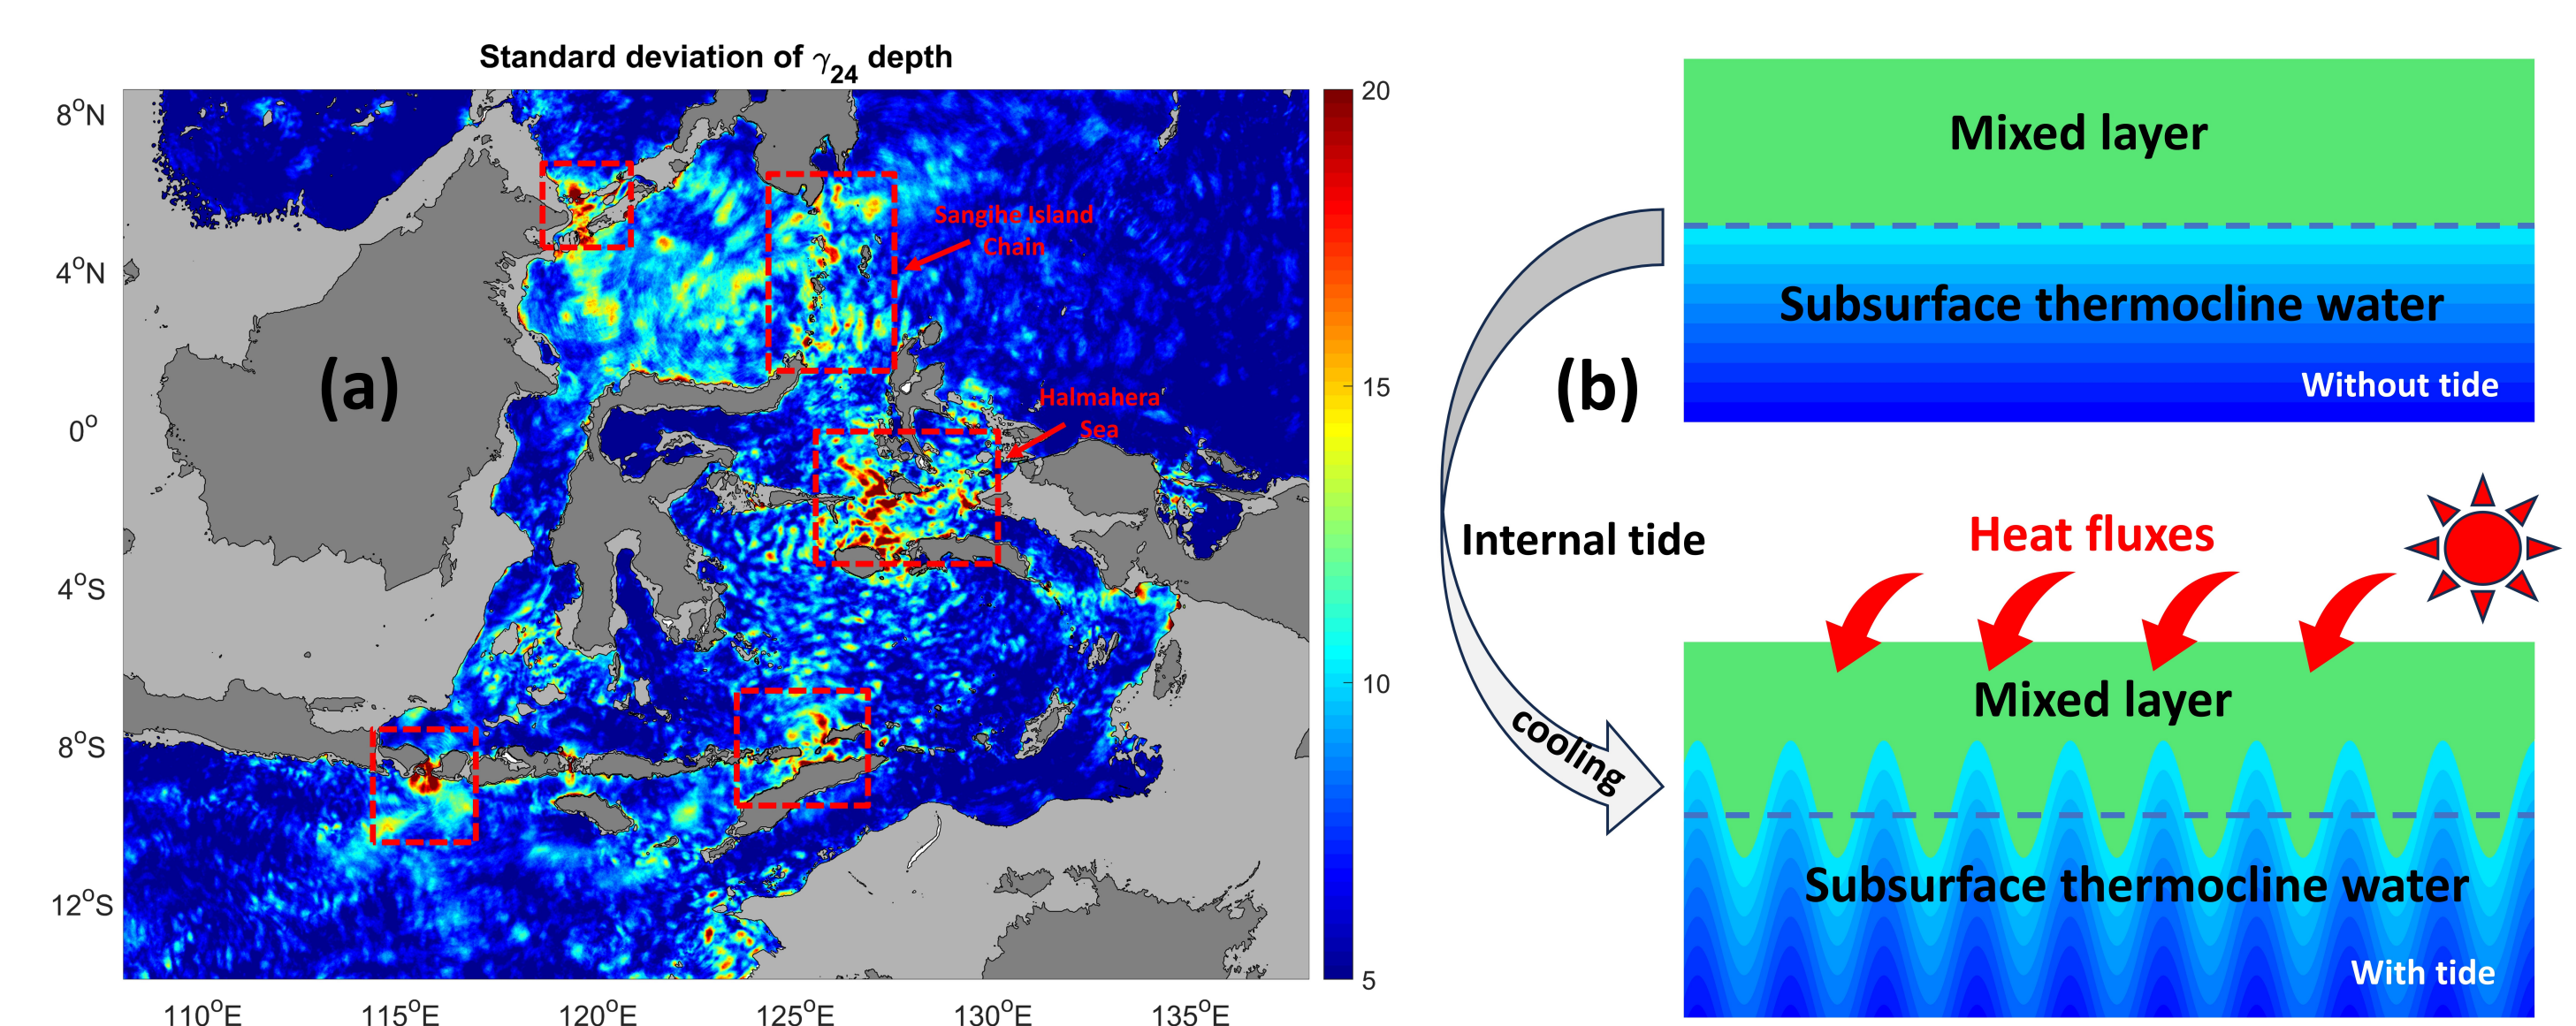 Standard deviation of γ24 depth
8°N
4°N
0°
4°S
8°S
12°S
110°E 115°E 120°E 125°E 130°E 135°E
20
15
10
5
(a)
Sangihe Island
Chain
Halmahera
Sea
(b)
Mixed layer
Subsurface thermocline water
Without tide
Internal tide
cooling
Heat fluxes
Mixed layer
Subsurface thermocline water
With tide